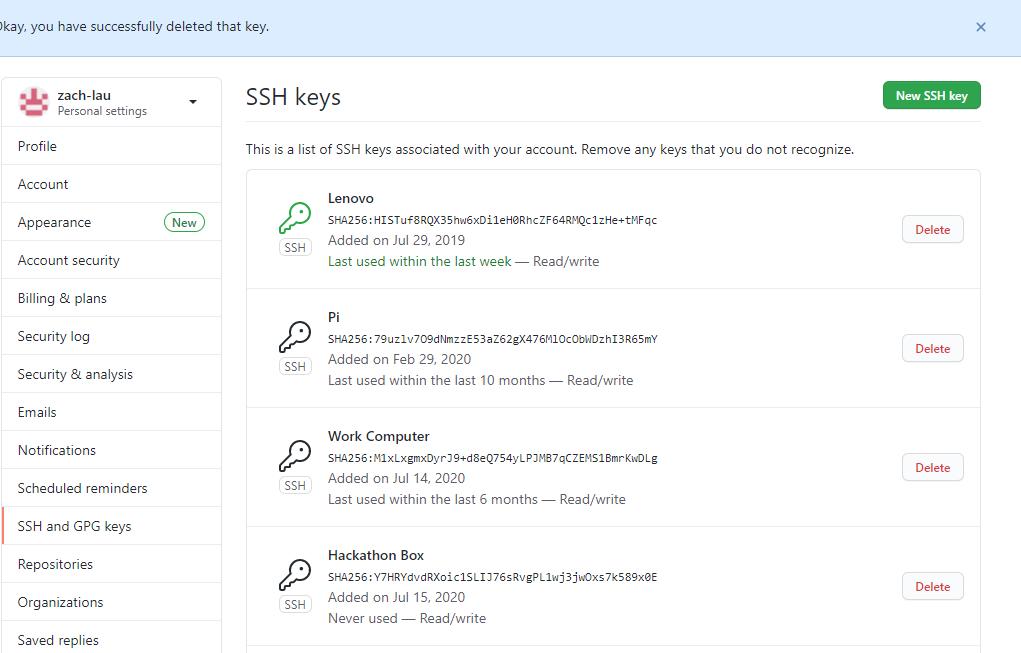 Okay, you have successfully deleted that key.
zach-lau
Personal settings
Profile
Account
Appearance New
Account security
Billing & plans
Security log
Security & analysis
Emails
Notifications
Scheduled reminders
SSH and GPG keys
Repositories
Organizations
Saved replies
SSH keys
New SSH key
This is a list of SSH keys associated with your account. Remove any keys that you do not recognize.
Lenovo
SHA256:HISTuf8RQX35hw6xDi1eH0RhcZF64RMQc1zHe+tMFqc
SSH
Added on Jul 29, 2019
Last used within the last week — Read/write
Delete
Pi
SHA256:79uzlv7O9dNmzzE53aZ62gX476MlOcObWDzhI3R65mY
SSH
Added on Feb 29, 2020
Last used within the last 10 months — Read/write
Delete
Work Computer
SHA256:M1xLxgmxDyrJ9+d8eQ754yLPJMB7qCZEMS1BmrKwDLg
SSH
Added on Jul 14, 2020
Last used within the last 6 months — Read/write
Delete
Hackathon Box
SHA256:Y7HRYdvdRXoic1SLIJ76sRvgPL1wj3jwOxs7k589x0E
SSH
Added on Jul 15, 2020
Never used — Read/write
Delete